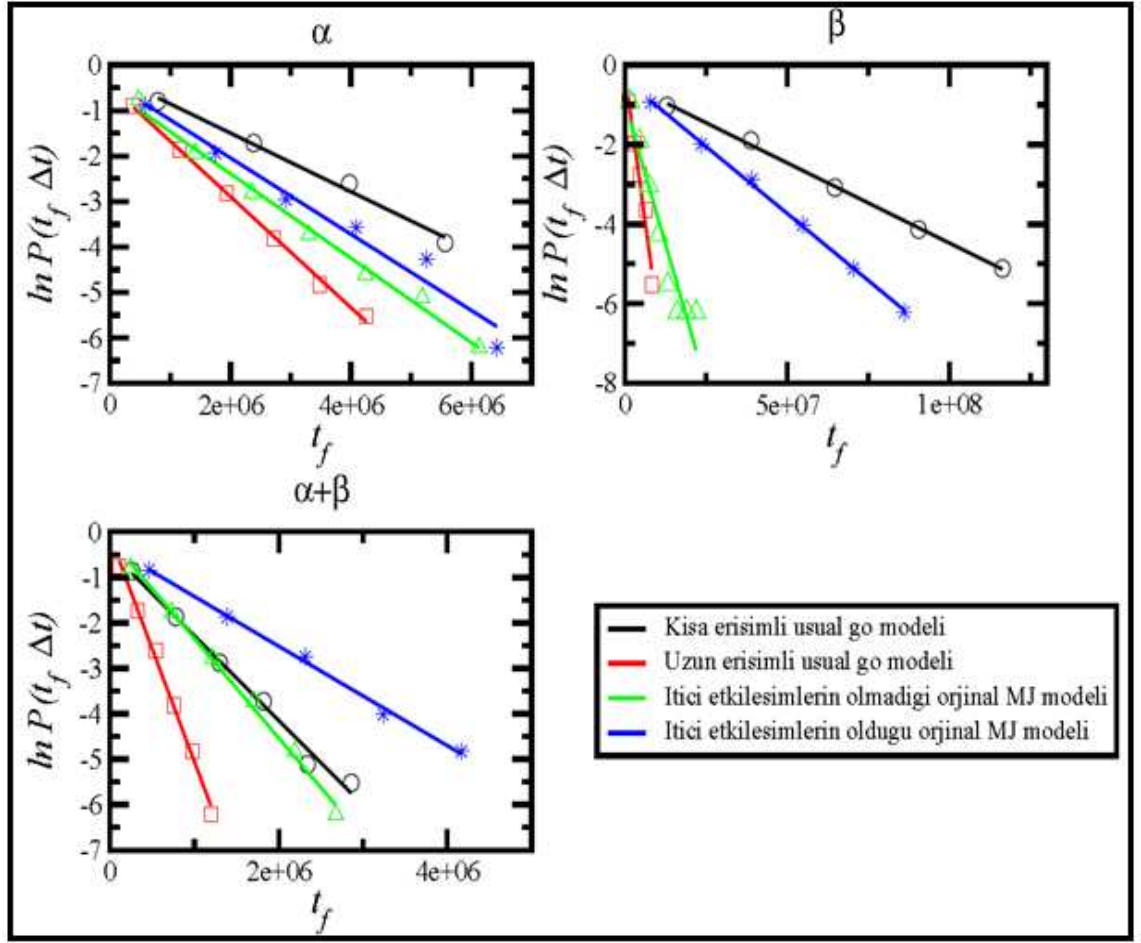 α
0
-1
-2
-3
-4
-5
-6
-7
ln P(t_f Δt)
0 2e+06 4e+06 6e+06
t_f
β
0
-2
-4
-6
-8
ln P(t_f Δt)
0 5e+07 1e+08
t_f
α+β
0
-1
-2
-3
-4
-5
-6
-7
ln P(t_f Δt)
0 2e+06 4e+06
t_f
Kisa erisimli usual go modeli
Uzun erisimli usual go modeli
Itici etkilesimlerin olmadigi orjinal MJ modeli
Itici etkilesimlerin oldugu orjinal MJ modeli